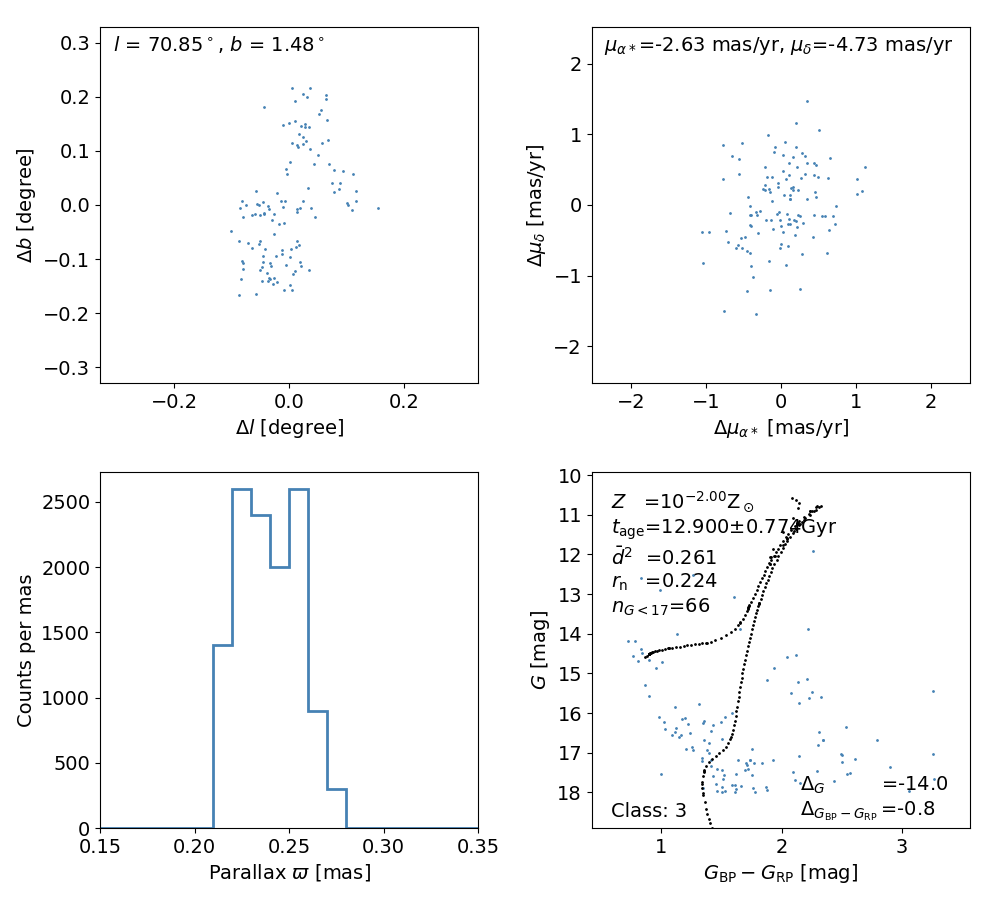 l = 70.85°, b = 1.48°
0.3
0.2
0.1
0.0
−0.1
−0.2
−0.3
Δb [degree]
−0.2 0.0 0.2
Δl [degree]
μα*=-2.63 mas/yr, μδ=-4.73 mas/yr
2
1
0
−1
−2
Δμδ [mas/yr]
−2 −1 0 1 2
Δμα* [mas/yr]
2500
2000
1500
1000
500
0
Counts per mas
0.15 0.20 0.25 0.30 0.35
Parallax ϖ [mas]
10
11
12
13
14
15
16
17
18
G [mag]
Z =10^−2.00 Z⊙
tage=12.900±0.774Gyr
d̄² =0.261
rn =0.224
nG<17=66
ΔG =-14.0
ΔGBP−GRP =-0.8
Class: 3
1 2 3
GBP − GRP [mag]